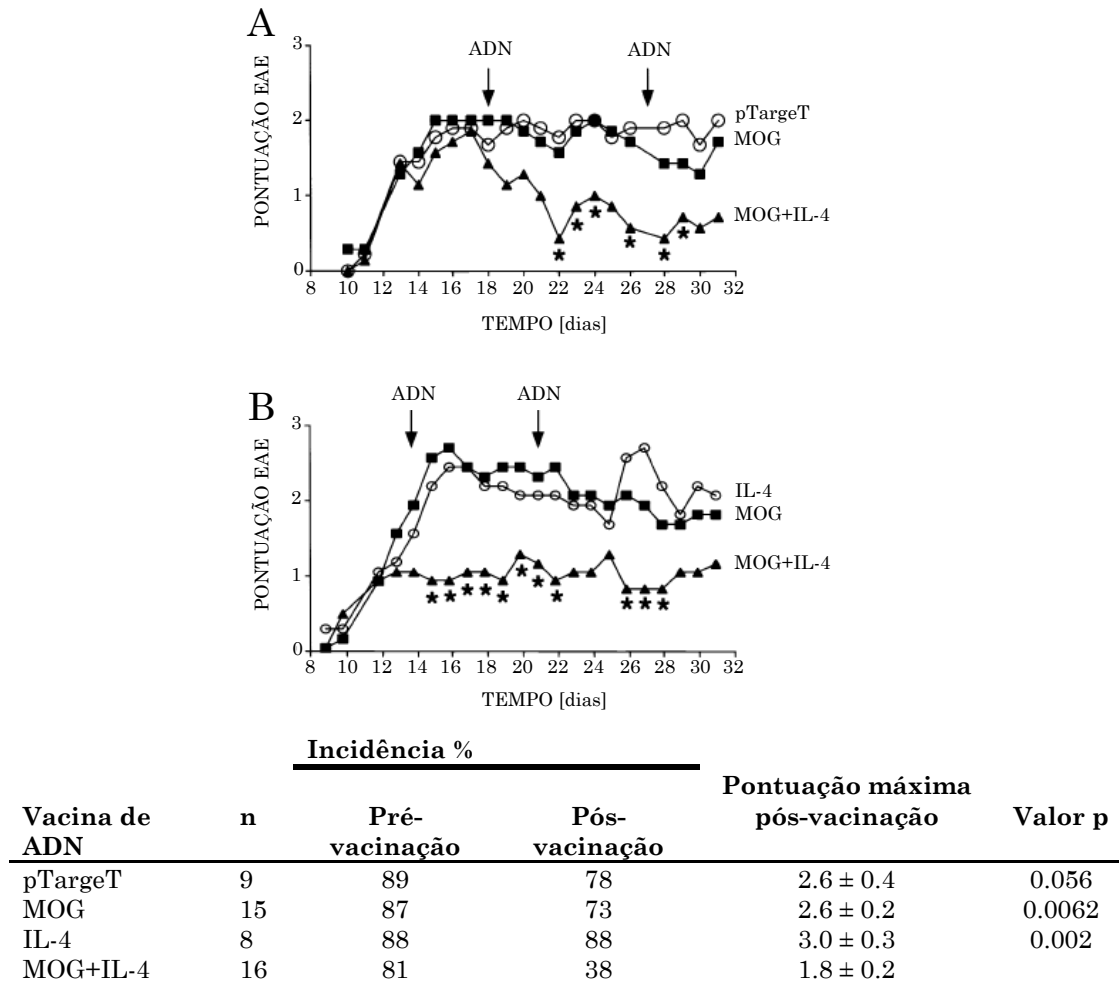 A
ADN ADN
3
2
1
0
PONTUAÇÃO EAE
pTargeT
MOG
MOG+IL-4
8 10 12 14 16 18 20 22 24 26 28 30 32
TEMPO [dias]
B
ADN ADN
3
2
1
0
PONTUAÇÃO EAE
IL-4
MOG
MOG+IL-4
8 10 12 14 16 18 20 22 24 26 28 30 32
TEMPO [dias]
Incidência %
Vacina de ADN n Pré-vacinação Pós-vacinação Pontuação máxima pós-vacinação Valor p
pTargeT 9 89 78 2.6 ± 0.4 0.056
MOG 15 87 73 2.6 ± 0.2 0.0062
IL-4 8 88 88 3.0 ± 0.3 0.002
MOG+IL-4 16 81 38 1.8 ± 0.2